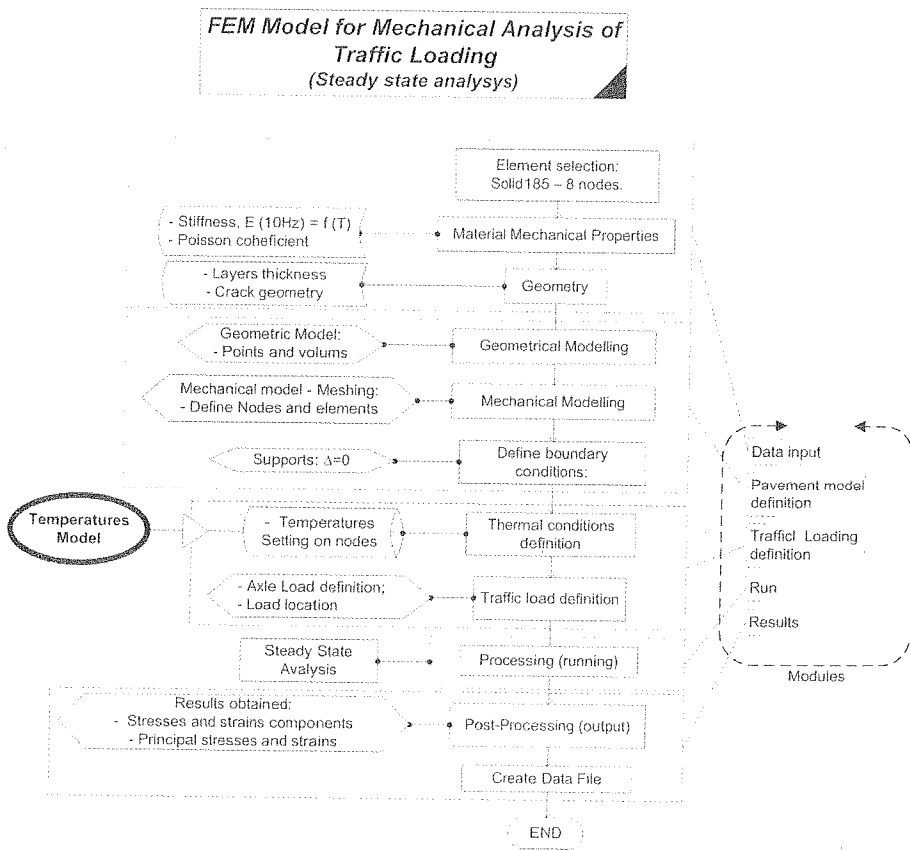 FEM Model for Mechanical Analysis of
Traffic Loading
(Steady state analysys)
Element selection:
Solid185 – 8 nodes.
- Stiffness, E (10Hz) = f (T)
- Poisson coheficient
Material Mechanical Properties
- Layers thickness
- Crack geometry
Geometry
Geometric Model:
- Points and volums
Geometrical Modelling
Mechanical model - Meshing:
- Define Nodes and elements
Mechanical Modelling
Supports: Δ=0
Define boundary
conditions:
Temperatures
Model
- Temperatures
Setting on nodes
Thermal conditions
definition
- Axle Load definition;
- Load location
Traffic load definition
Steady State
Avalysis
Processing (running)
Results obtained:
- Stresses and strains components
- Principal stresses and strains
Post-Processing (output)
Create Data File
END
Data input
Pavement model
definition
Trafficl Loading
definition
Run
Results
Modules